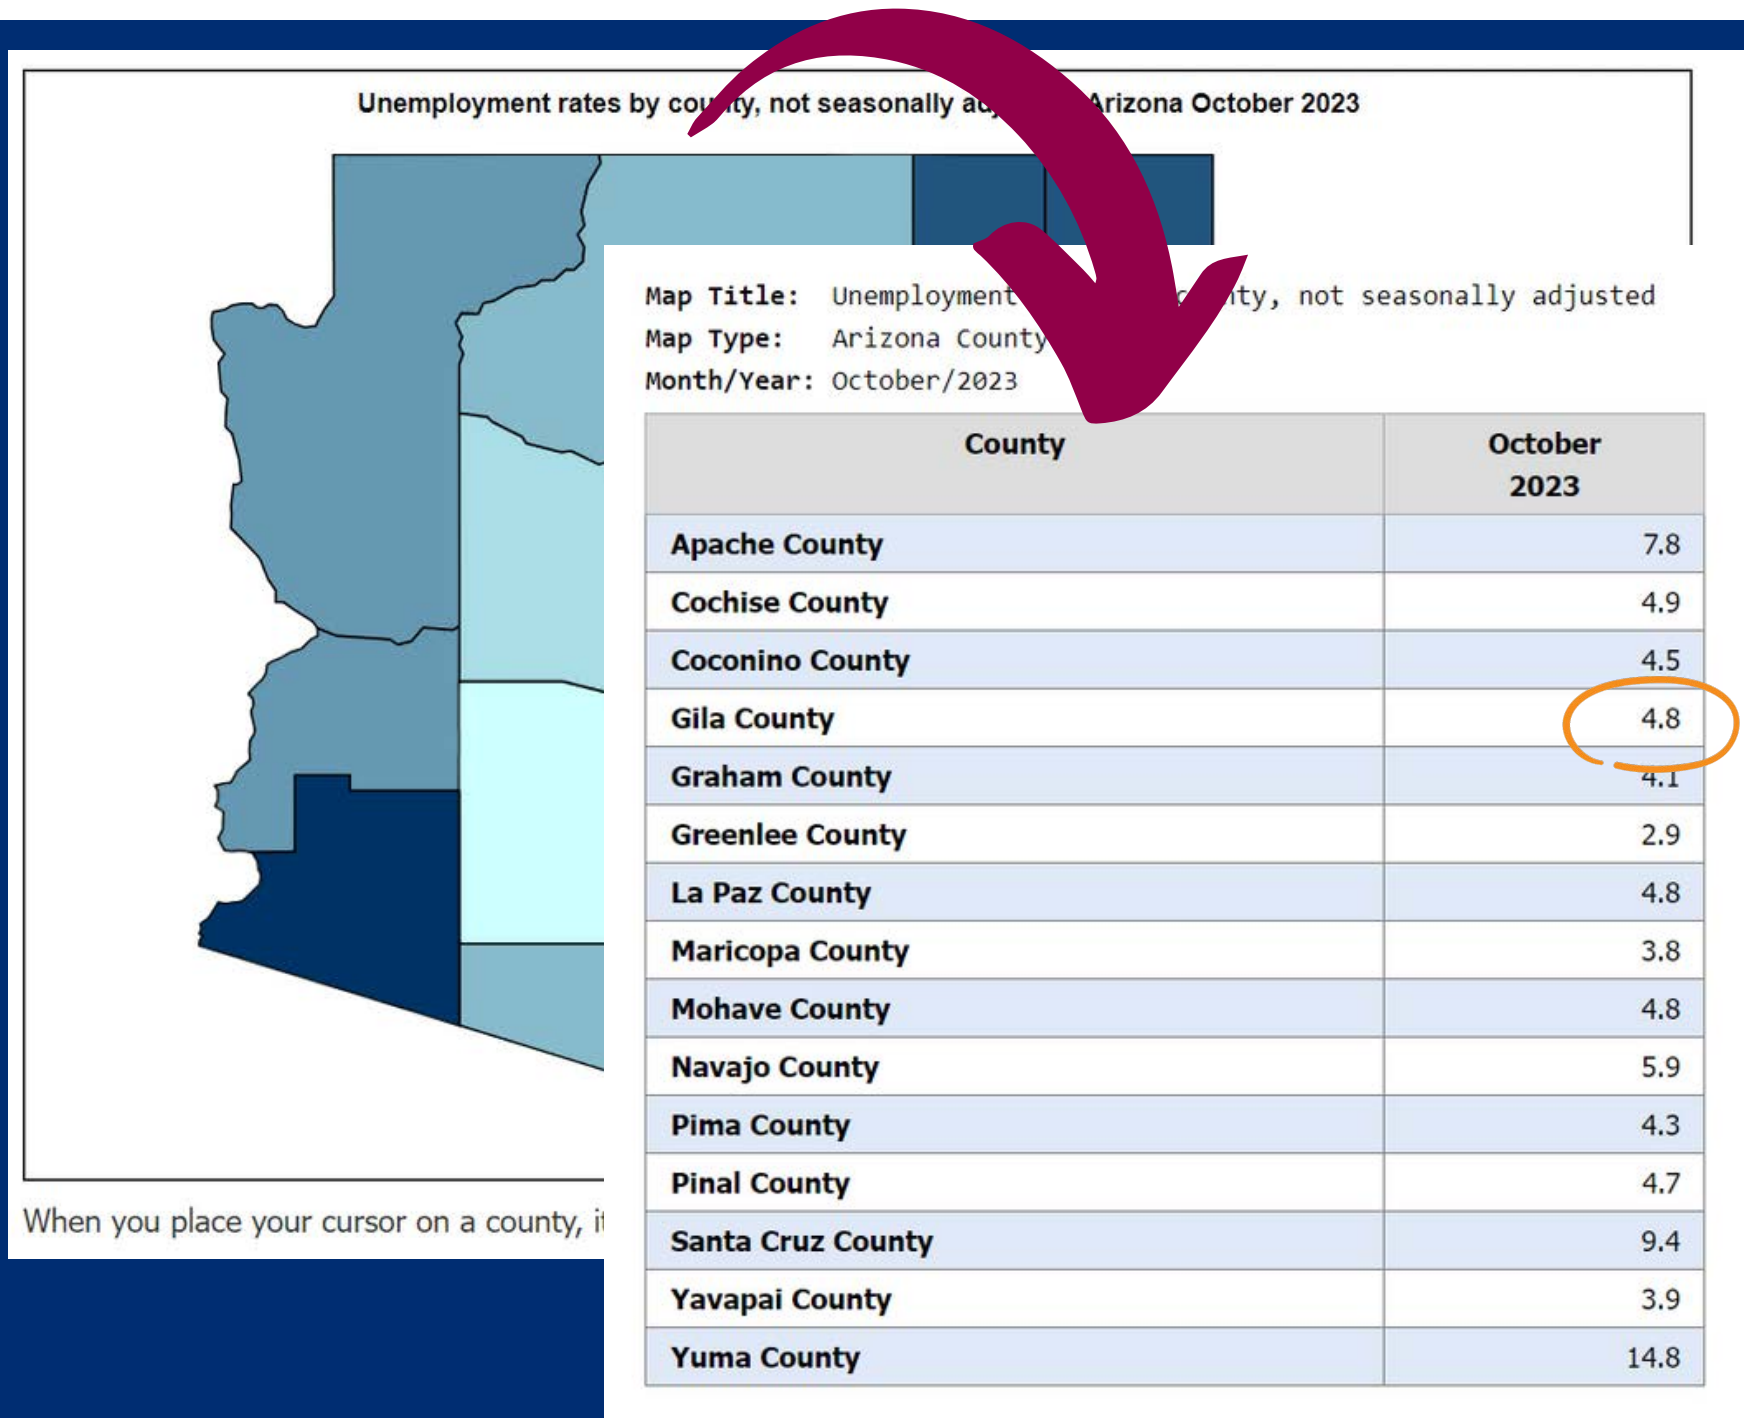 Unemployment rates by county, not seasonally Arizona October 2023
When you place your cursor on a county,
Map Title: Unemployment not seasonally adjusted
Map Type: Arizona County
Month/Year: October/2023
County October
2023
Apache County 7.8
Cochise County 4.9
Coconino County 4.5
Gila County 4.8
Graham County 4.1
Greenlee County 2.9
La Paz County 4.8
Maricopa County 3.8
Mohave County 4.8
Navajo County 5.9
Pima County 4.3
Pinal County 4.7
Santa Cruz County 9.4
Yavapai County 3.9
Yuma County 14.8